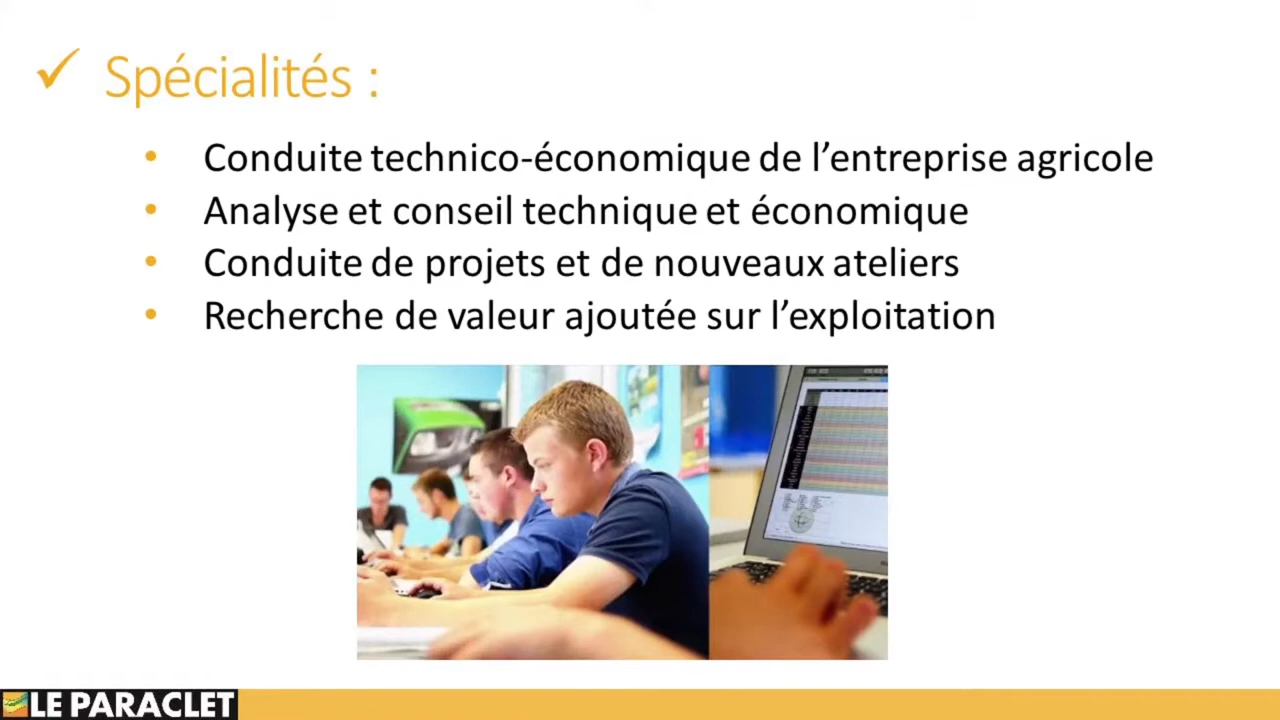 Spécialités :
Conduite technico-économique de l’entreprise agricole
Analyse et conseil technique et économique
Conduite de projets et de nouveaux ateliers
Recherche de valeur ajoutée sur l’exploitation
LE PARACLET